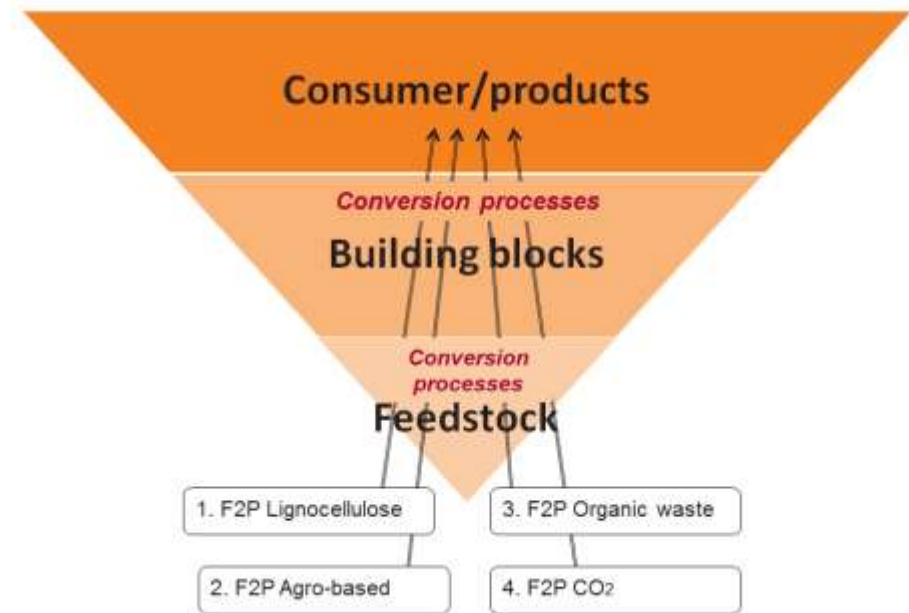 Consumer/products
Conversion processes
Building blocks
Conversion
processes
Feedstock
1. F2P Lignocellulose
3. F2P Organic waste
2. F2P Agro-based
4. F2P CO2